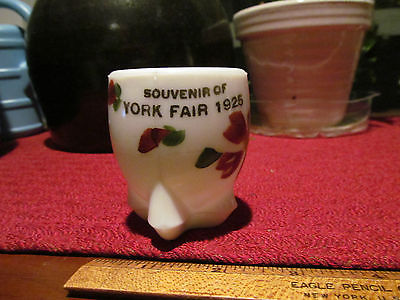 SOUVENIR OF
YORK FAIR 1925
EAGLE PENCIL
NEW YORK, U.